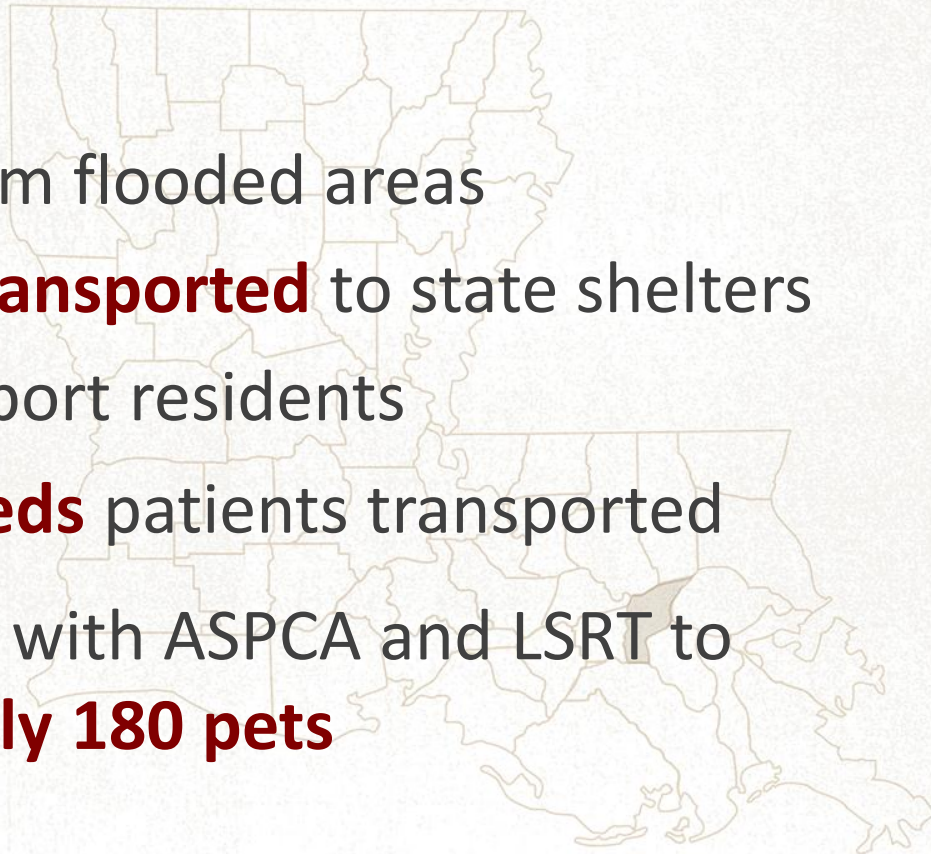 m flooded areas
ansported to state shelters
port residents
eds patients transported
with ASPCA and LSRT to
ly 180 pets